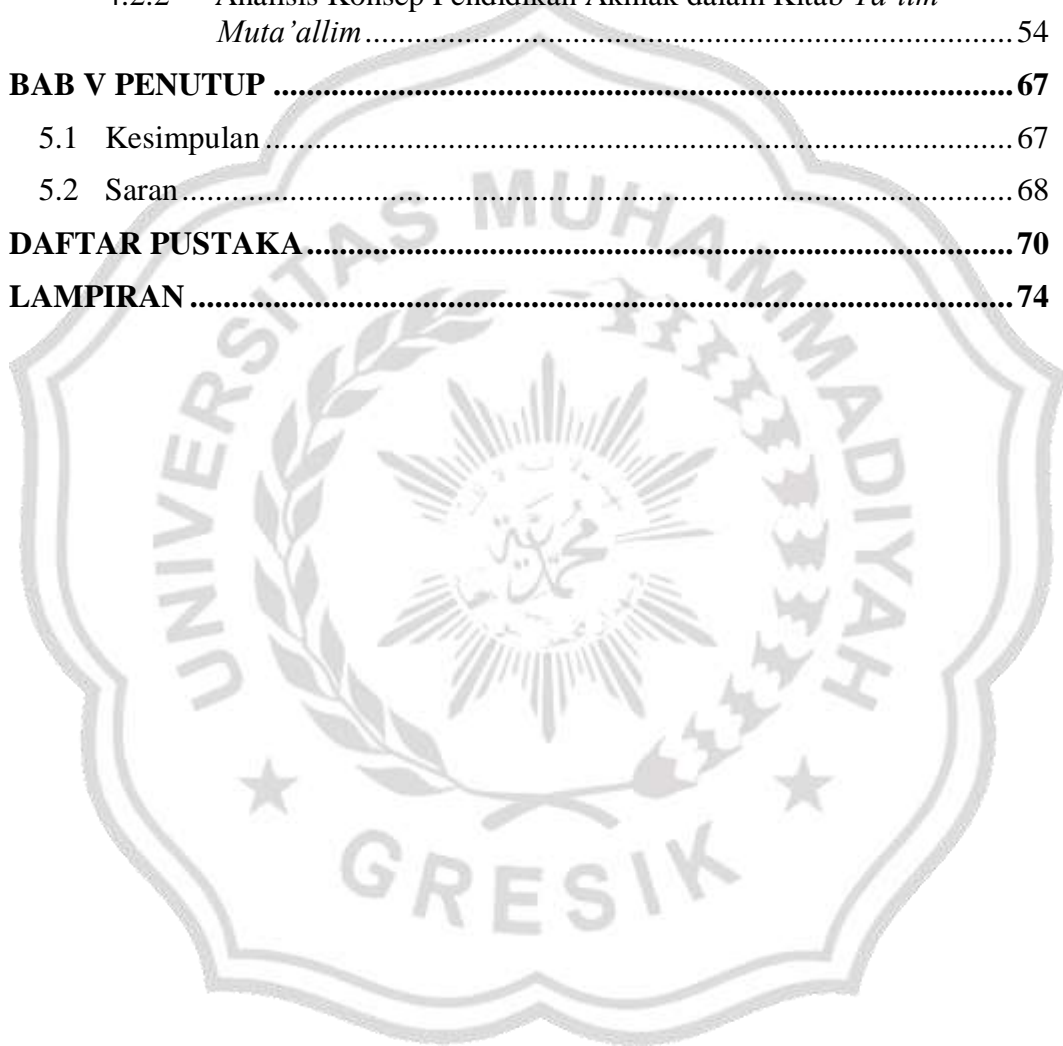 4.2.2 Analisis Konsep Pendidikan Akhlak dalam Kitab Ta'lim
Muta'allim.....54
BAB V PENUTUP.....67
5.1 Kesimpulan.....67
5.2 Saran.....68
DAFTAR PUSTAKA.....70
LAMPIRAN.....74
UNIVERSITAS MUHAMMADIYAH
GRESIK